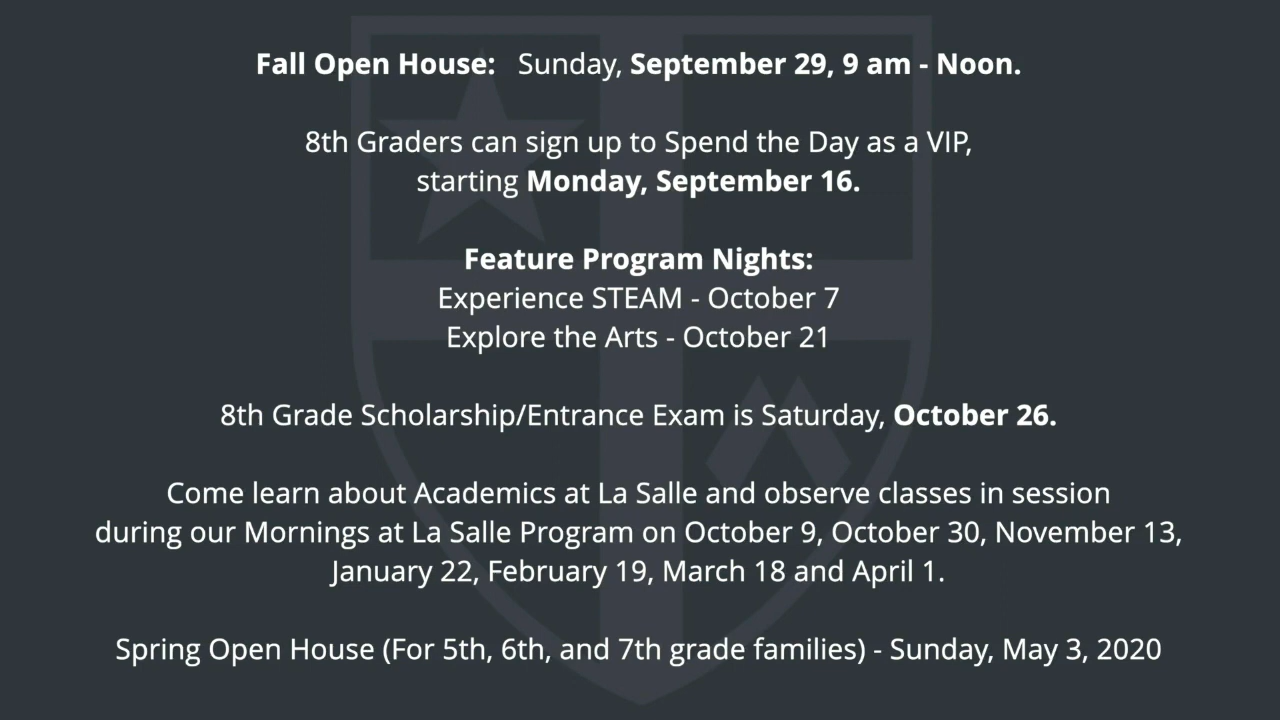 Fall Open House: Sunday, September 29, 9 am - Noon.
8th Graders can sign up to Spend the Day as a VIP,
starting Monday, September 16.
Feature Program Nights:
Experience STEAM - October 7
Explore the Arts - October 21
8th Grade Scholarship/Entrance Exam is Saturday, October 26.
Come learn about Academics at La Salle and observe classes in session
during our Mornings at La Salle Program on October 9, October 30, November 13,
January 22, February 19, March 18 and April 1.
Spring Open House (For 5th, 6th, and 7th grade families) - Sunday, May 3, 2020